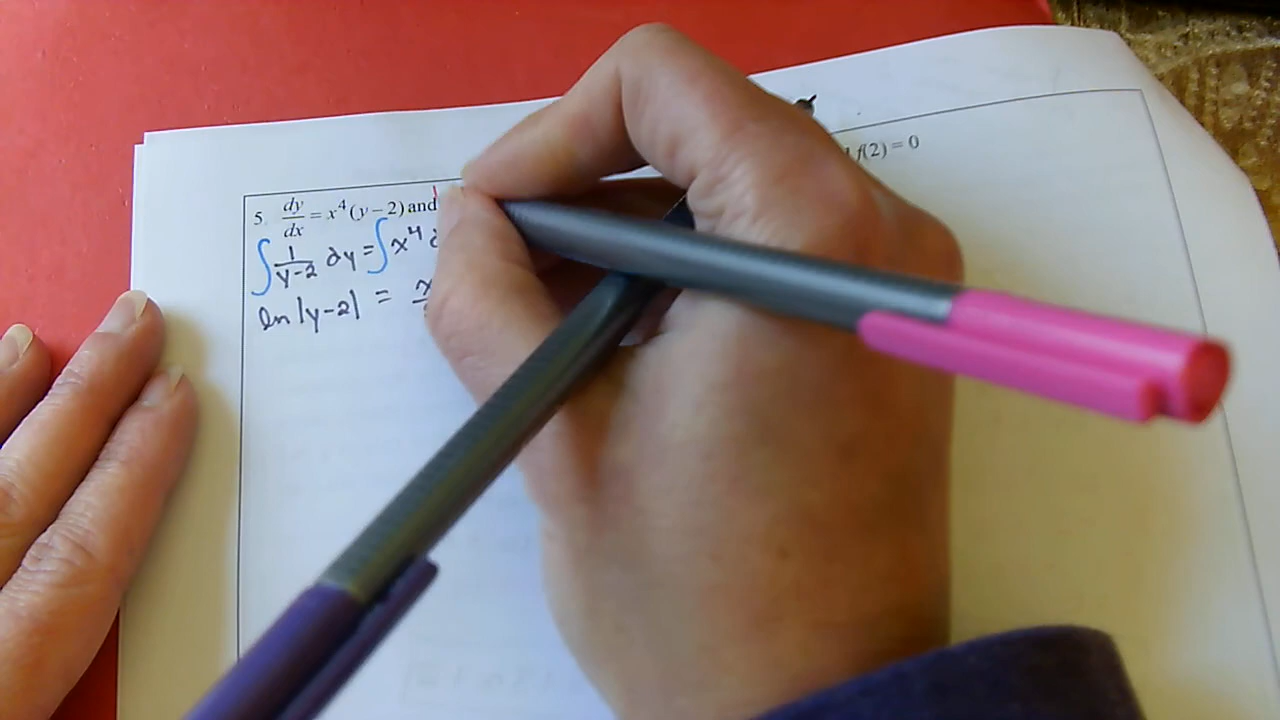 5. dy/dx = x⁴(y−2) and
f(2) = 0
∫ 1/(y−2) dy = ∫ x⁴
ln|y−2| = x